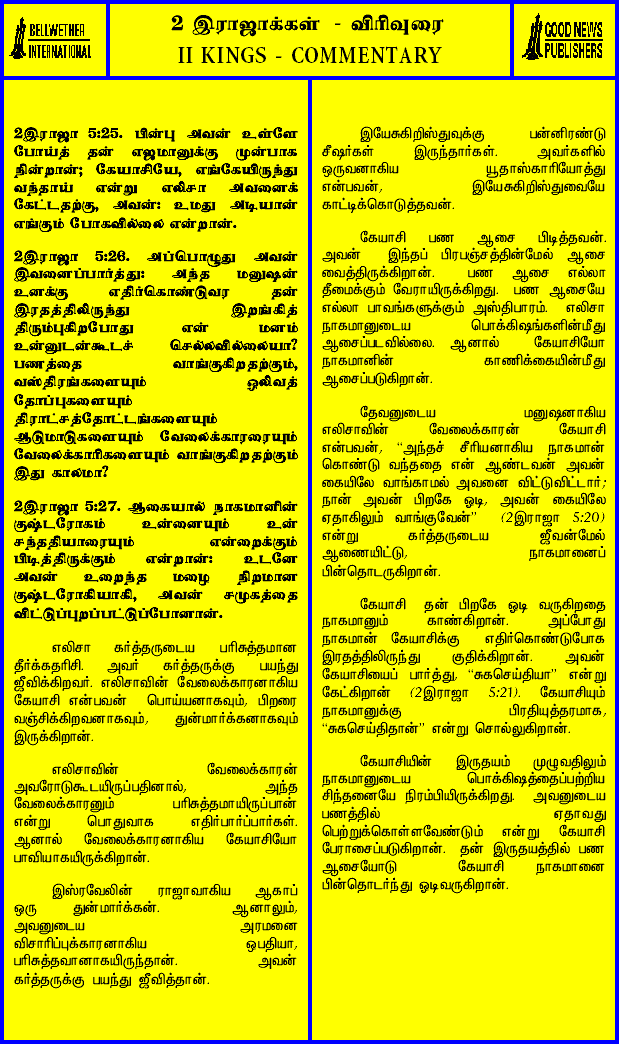 BELLWETHER
INTERNATIONAL
2 இராஜாக்கள் - விரிவுரை
II KINGS - COMMENTARY
GOOD NEWS
PUBLISHERS
2இராஜா 5:25. பின்பு அவன் உள்ளே
போய்த் தன் எஜமானுக்கு முன்பாக
நின்றான்; கேயாசியே, எங்கேயிருந்து
வந்தாய் என்று எலிசா அவனைக்
கேட்டதற்கு, அவன்: உமது அடியான்
எங்கும் போகவில்லை என்றான்.
2இராஜா 5:26. அப்பொழுது அவன்
இவனைப்பார்த்து: அந்த மனுஷன்
உனக்கு எதிர்கொண்டுவர தன்
இரதத்திலிருந்து இறங்கித்
திரும்புகிறபோது என் மனம்
உன்னுடன்கூடச் செல்லவில்லையா?
பணத்தை வாங்குகிறதற்கும்,
வஸ்திரங்களையும் ஒலிவத்
தோப்புகளையும்
திராட்சத்தோட்டங்களையும்
ஆடுமாடுகளையும் வேலைக்காரரையும்
வேலைக்காரிகளையும் வாங்குகிறதற்கும்
இது காலமா?
2இராஜா 5:27. ஆகையால் நாகமானின்
குஷ்டரோகம் உன்னையும் உன்
சந்ததியாரையும் என்றைக்கும்
பிடித்திருக்கும் என்றான்: உடனே
அவன் உறைந்த மழை நிறமான
குஷ்டரோகியாகி, அவன் சமுகத்தை
விட்டுப்புறப்பட்டுப்போனான்.
எலிசா கர்த்தருடைய பரிசுத்தமான
தீர்க்கதரிசி. அவர் கர்த்தருக்கு பயந்து
ஜீவிக்கிறவர். எலிசாவின் வேலைக்காரனாகிய
கேயாசி என்பவன் பொய்யனாகவும், பிறரை
வஞ்சிக்கிறவனாகவும், துன்மார்க்கனாகவும்
இருக்கிறான்.
எலிசாவின் வேலைக்காரன்
அவரோடுகூடயிருப்பதினால், அந்த
வேலைக்காரனும் பரிசுத்தமாயிருப்பான்
என்று பொதுவாக எதிர்பார்ப்பார்கள்.
ஆனால் வேலைக்காரனாகிய கேயாசியோ
பாவியாகயிருக்கிறான்.
இஸ்ரவேலின் ராஜாவாகிய ஆகாப்
ஒரு துன்மார்க்கன். ஆனாலும்,
அவனுடைய அரமனை
விசாரிப்புக்காரனாகிய ஒபதியா,
பரிசுத்தவானாகயிருந்தான். அவன்
கர்த்தருக்கு பயந்து ஜீவித்தான்.
இயேசுகிறிஸ்துவுக்கு பன்னிரண்டு
சீஷர்கள் இருந்தார்கள். அவர்களில்
ஒருவனாகிய யூதாஸ்காரியோத்து
என்பவன், இயேசுகிறிஸ்துவையே
காட்டிக்கொடுத்தவன்.
கேயாசி பண ஆசை பிடித்தவன்.
அவன் இந்தப் பிரபஞ்சத்தின்மேல் ஆசை
வைத்திருக்கிறான். பண ஆசை எல்லா
தீமைக்கும் வேராயிருக்கிறது. பண ஆசையே
எல்லா பாவங்களுக்கும் அஸ்திபாரம். எலிசா
நாகமானுடைய பொக்கிஷங்களின்மீது
ஆசைப்படவில்லை. ஆனால் கேயாசியோ
நாகமானின் காணிக்கையின்மீது
ஆசைப்படுகிறான்.
தேவனுடைய மனுஷனாகிய
எலிசாவின் வேலைக்காரன் கேயாசி
என்பவன், “அந்தச் சீரியனாகிய நாகமான்
கொண்டு வந்ததை என் ஆண்டவன் அவன்
கையிலே வாங்காமல் அவனை விட்டுவிட்டார்;
நான் அவன் பிறகே ஓடி, அவன் கையிலே
ஏதாகிலும் வாங்குவேன்” (2இராஜா 5:20)
என்று கர்த்தருடைய ஜீவன்மேல்
ஆணையிட்டு, நாகமானைப்
பின்தொடருகிறான்.
கேயாசி தன் பிறகே ஓடி வருகிறதை
நாகமானும் காண்கிறான். அப்போது
நாகமான் கேயாசிக்கு எதிர்கொண்டுபோக
இரதத்திலிருந்து குதிக்கிறான். அவன்
கேயாசியைப் பார்த்து, “சுகசெய்தியா” என்று
கேட்கிறான் (2இராஜா 5:21). கேயாசியும்
நாகமானுக்கு பிரதியுத்தரமாக,
“சுகசெய்திதான்” என்று சொல்லுகிறான்.
கேயாசியின் இருதயம் முழுவதிலும்
நாகமானுடைய பொக்கிஷத்தைப்பற்றிய
சிந்தனையே நிரம்பியிருக்கிறது. அவனுடைய
பணத்தில் ஏதாவது
பெற்றுக்கொள்ளவேண்டும் என்று கேயாசி
பேராசைப்படுகிறான். தன் இருதயத்தில் பண
ஆசையோடு கேயாசி நாகமானை
பின்தொடர்ந்து ஓடிவருகிறான்.